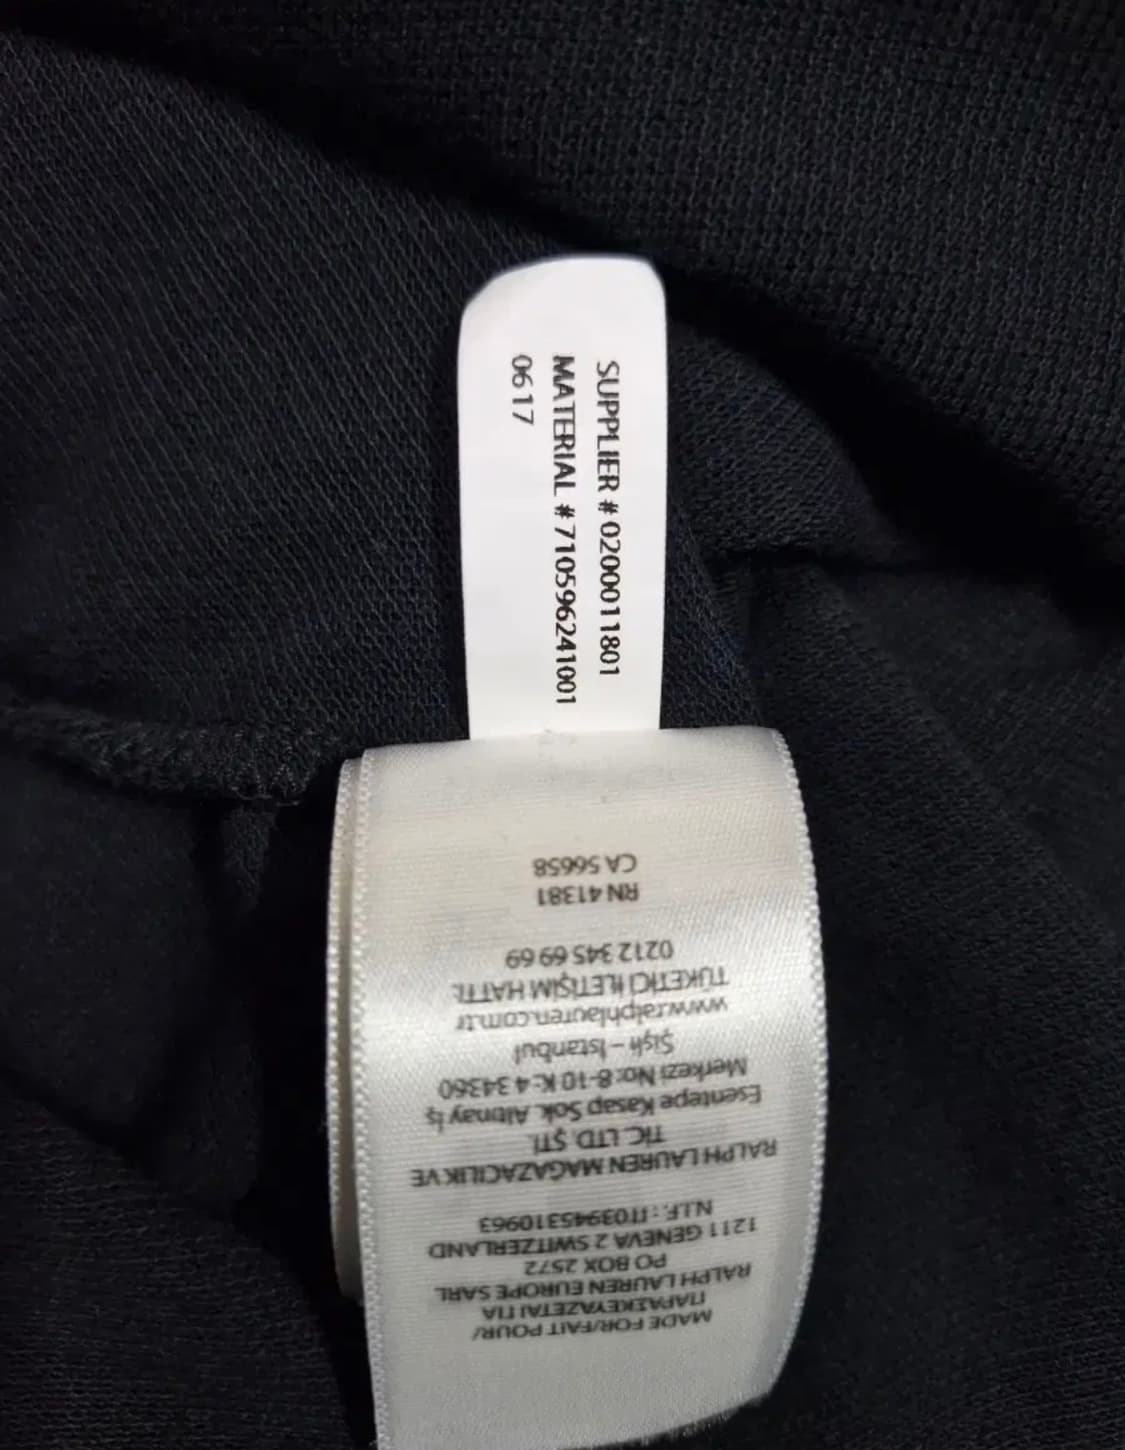 SUPPLIER # 0200011801
MATERIAL # 710596241001
0617
MADE FOR/FAIT POUR/
ΠΑΡΑΣΚΕΥΑΖΕΤΑΙ ΓΙΑ
RALPH LAUREN EUROPE SARL
PO BOX 2572
1211 GENEVA 2 SWITZERLAND
N.I.F. : IT03945310963
RALPH LAUREN MAĞAZACILIK VE
TİC. LTD. ŞTİ.
Esentepe Kasap Sok. Altınay İş
Merkezi No: 8-10 K: 4 34360
Şişli – İstanbul
www.ralphlauren.com.tr
TÜKETİCİ İLETİŞİM HATTI:
0212 345 69 69
RN 41381
CA 56658